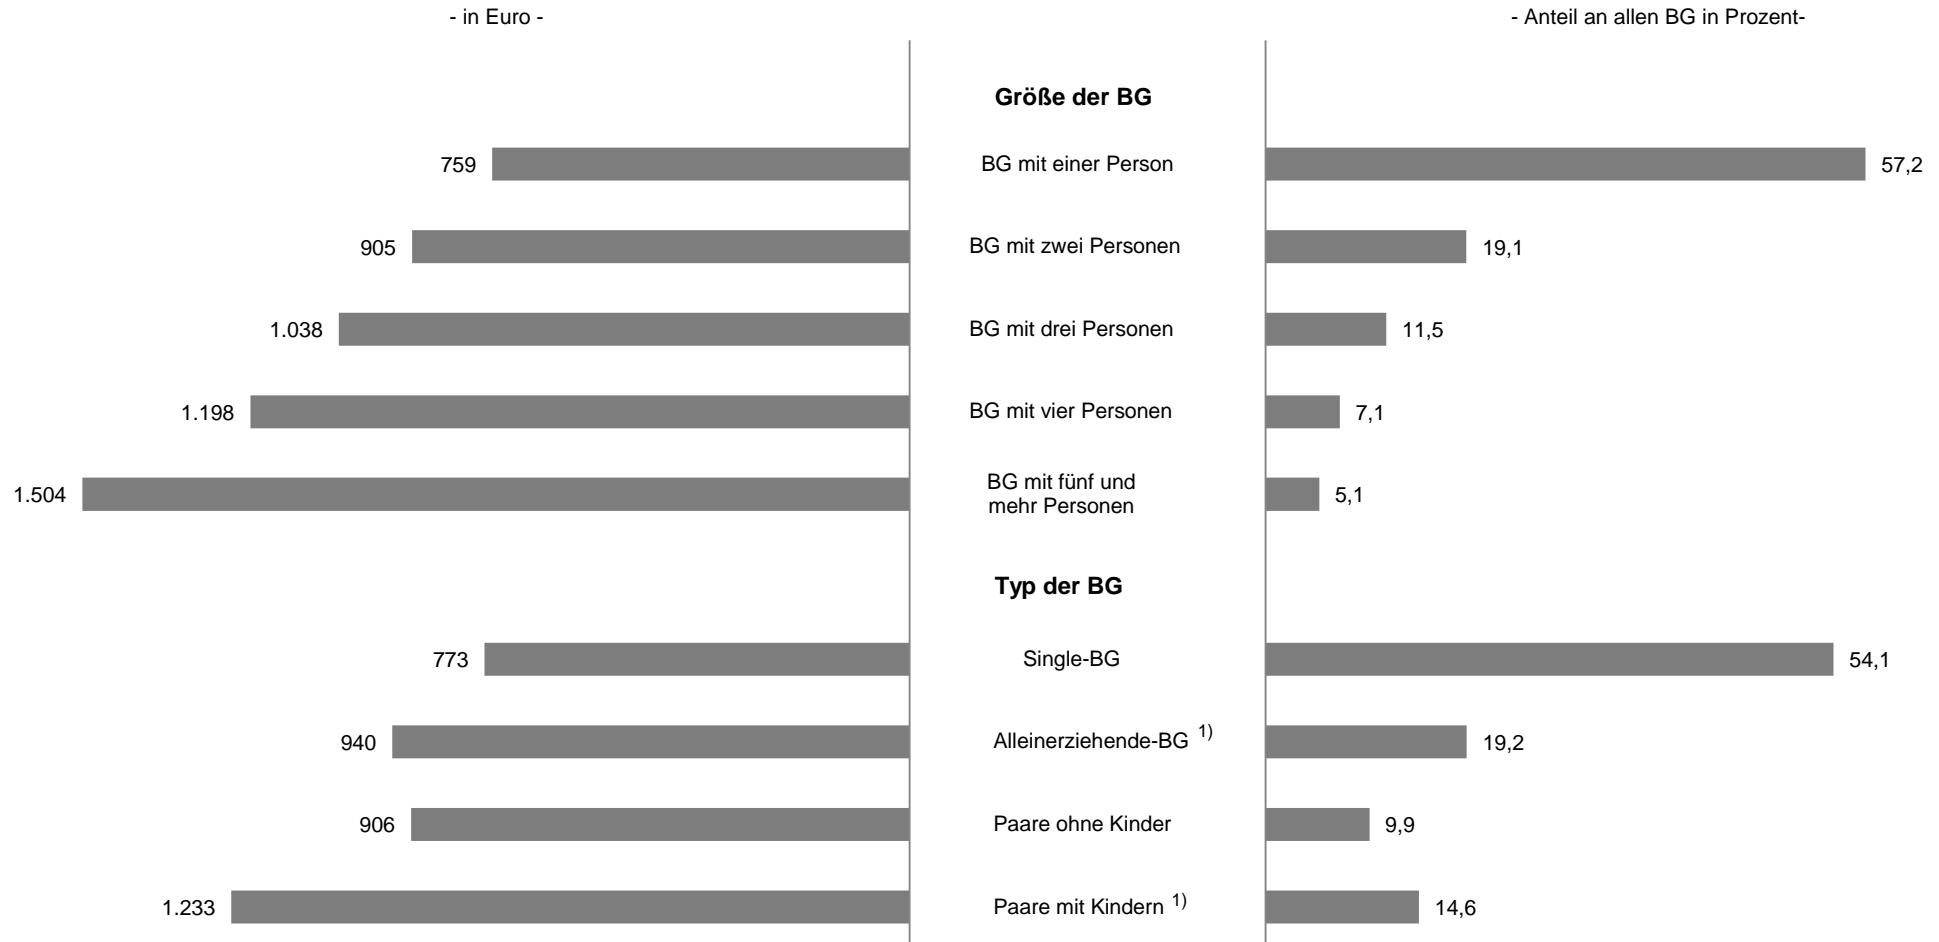 - in Euro -
- Anteil an allen BG in Prozent-
Größe der BG
759 BG mit einer Person 57,2
905 BG mit zwei Personen 19,1
1.038 BG mit drei Personen 11,5
1.198 BG mit vier Personen 7,1
1.504 BG mit fünf und mehr Personen 5,1
Typ der BG
773 Single-BG 54,1
940 Alleinerziehende-BG 1) 19,2
906 Paare ohne Kinder 9,9
1.233 Paare mit Kindern 1) 14,6